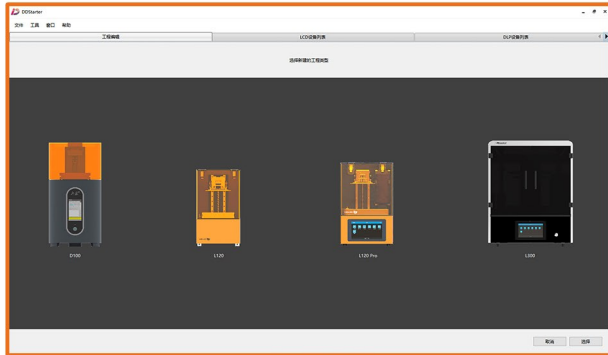 DDStarter
文件 工具 窗口 帮助
工程编辑 LCD设备列表 DLP设备列表
选择新建的工程类型
D100 L120 L120 Pro L300
取消 选择